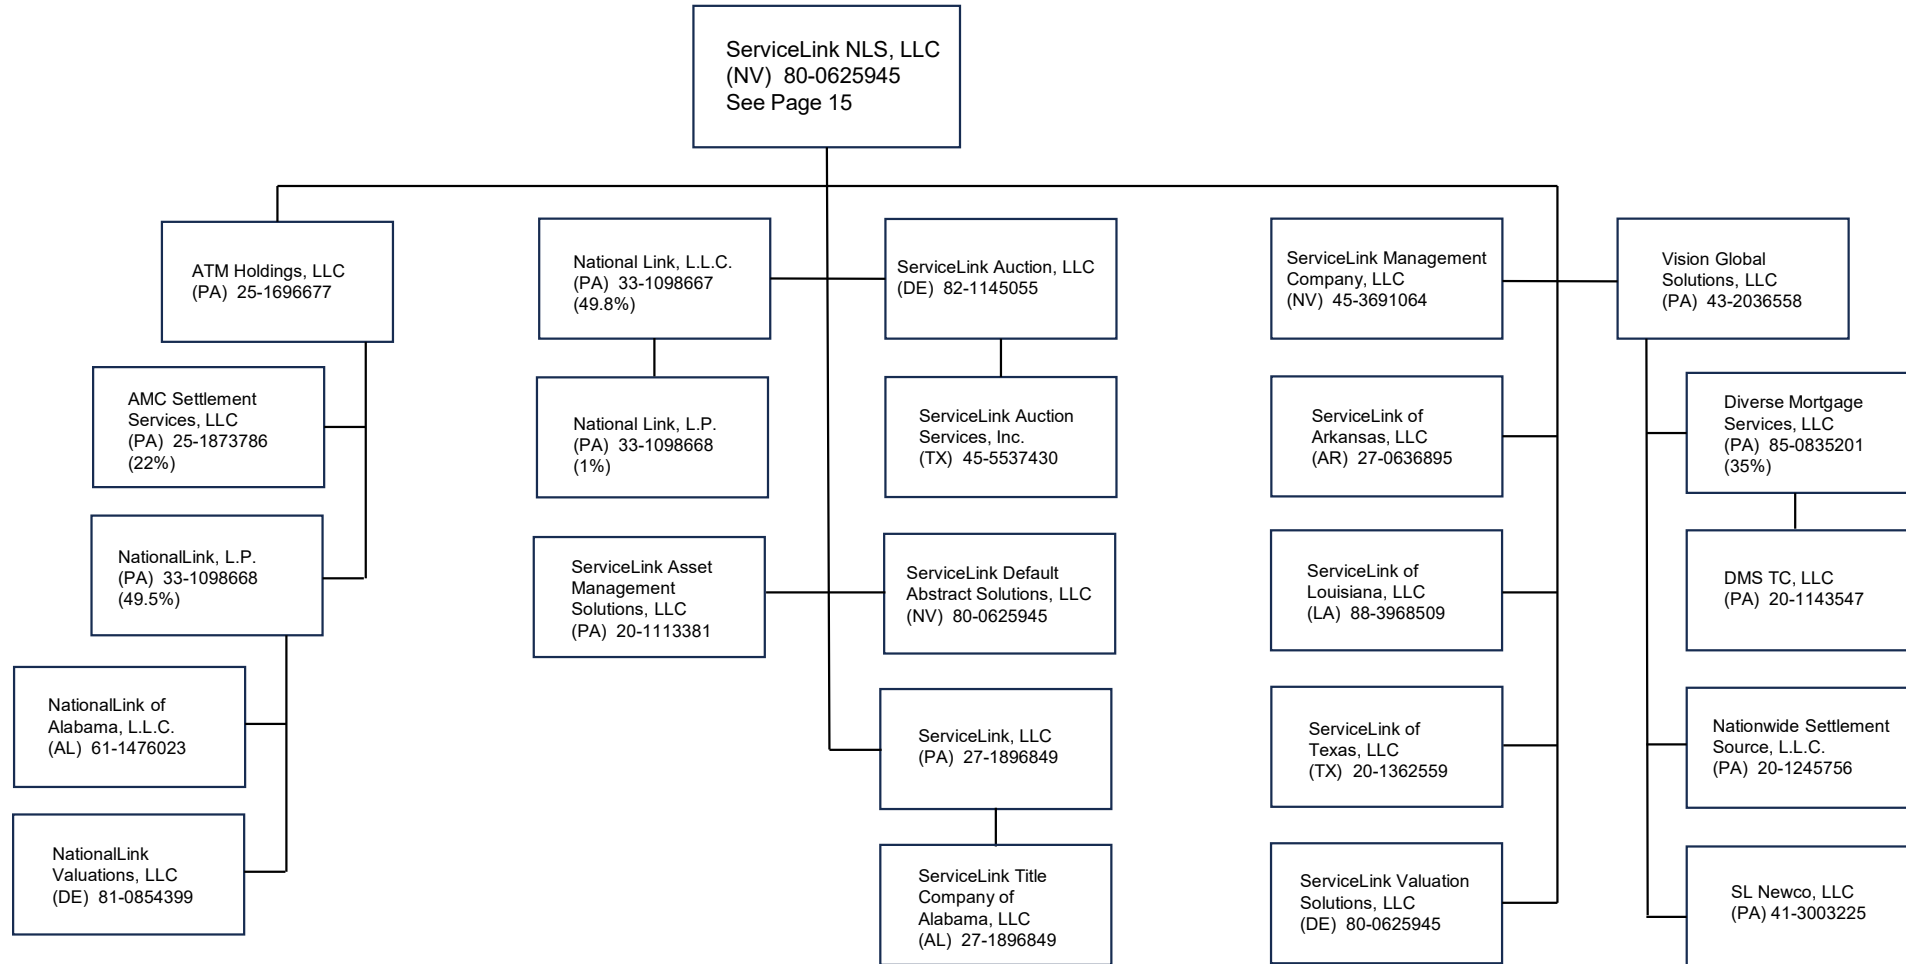 ServiceLink NLS, LLC
(NV) 80-0625945
See Page 15
ATM Holdings, LLC
(PA) 25-1696677
AMC Settlement
Services, LLC
(PA) 25-1873786
(22%)
NationalLink, L.P.
(PA) 33-1098668
(49.5%)
NationalLink of
Alabama, L.L.C.
(AL) 61-1476023
NationalLink
Valuations, LLC
(DE) 81-0854399
National Link, L.L.C.
(PA) 33-1098667
(49.8%)
National Link, L.P.
(PA) 33-1098668
(1%)
ServiceLink Asset
Management
Solutions, LLC
(PA) 20-1113381
ServiceLink Auction, LLC
(DE) 82-1145055
ServiceLink Auction
Services, Inc.
(TX) 45-5537430
ServiceLink Default
Abstract Solutions, LLC
(NV) 80-0625945
ServiceLink, LLC
(PA) 27-1896849
ServiceLink Title
Company of
Alabama, LLC
(AL) 27-1896849
ServiceLink Management
Company, LLC
(NV) 45-3691064
ServiceLink of
Arkansas, LLC
(AR) 27-0636895
ServiceLink of
Louisiana, LLC
(LA) 88-3968509
ServiceLink of
Texas, LLC
(TX) 20-1362559
ServiceLink Valuation
Solutions, LLC
(DE) 80-0625945
Vision Global
Solutions, LLC
(PA) 43-2036558
Diverse Mortgage
Services, LLC
(PA) 85-0835201
(35%)
DMS TC, LLC
(PA) 20-1143547
Nationwide Settlement
Source, L.L.C.
(PA) 20-1245756
SL Newco, LLC
(PA) 41-3003225